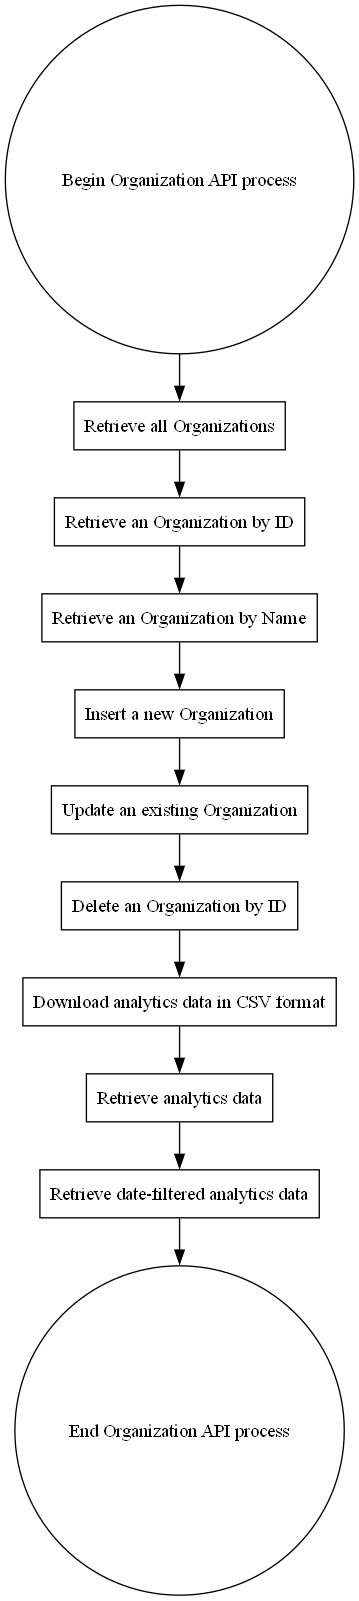 Begin Organization API process
Retrieve all Organizations
Retrieve an Organization by ID
Retrieve an Organization by Name
Insert a new Organization
Update an existing Organization
Delete an Organization by ID
Download analytics data in CSV format
Retrieve analytics data
Retrieve date-filtered analytics data
End Organization API process